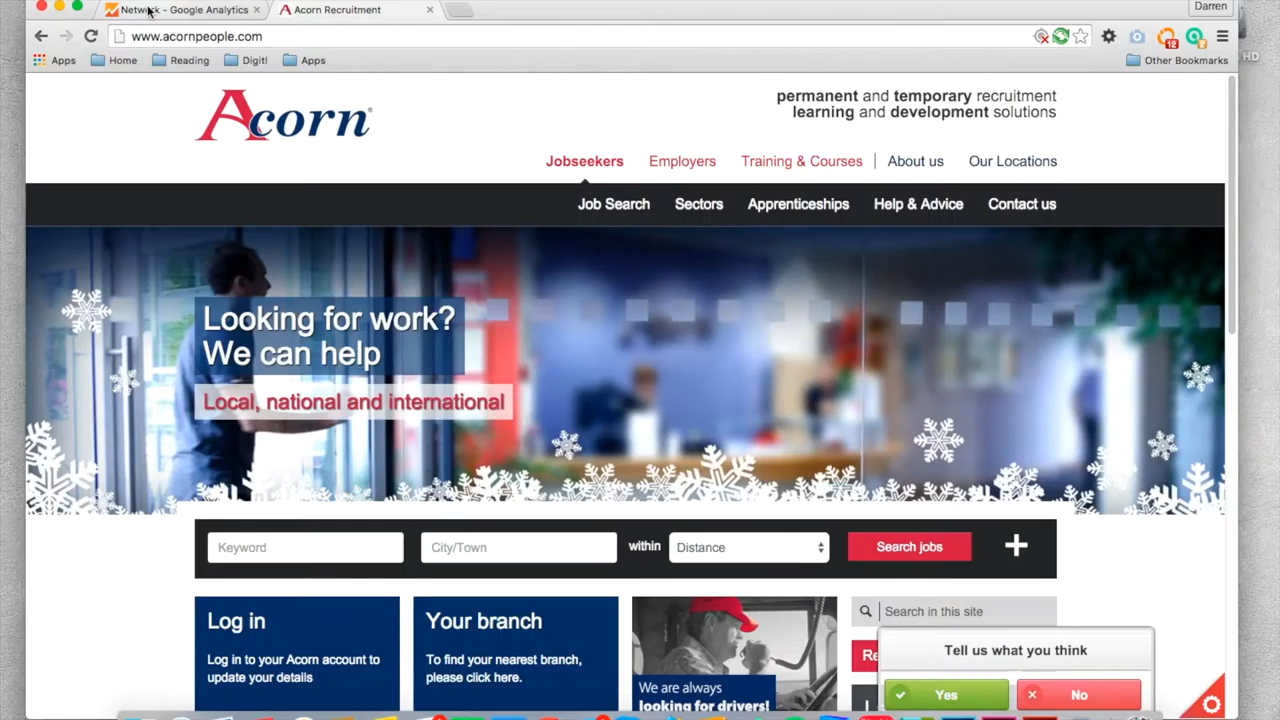 Network - Google Analytics
Acorn Recruitment
Darren
www.acornpeople.com
12
2
Apps
Home
Reading
Digitl
Apps
Other Bookmarks
HD
Acorn®
permanent and temporary recruitment
learning and development solutions
Jobseekers
Employers
Training & Courses
About us
Our Locations
Job Search
Sectors
Apprenticeships
Help & Advice
Contact us
Looking for work?
We can help
Local, national and international
Keyword
City/Town
within
Distance
Search jobs
Log in
Log in to your Acorn account to
update your details
Your branch
To find your nearest branch,
please click here.
We are always
looking for drivers!
Search in this site
Re
Tell us what you think
Yes
No